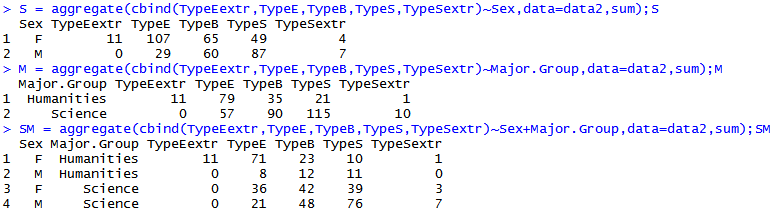 > S = aggregate(cbind(TypeEextr,TypeE,TypeB,TypeS,TypeSextr)~Sex,data=data2,sum);S
  Sex TypeEextr TypeE TypeB TypeS TypeSextr
1   F        11   107    65    49         4
2   M         0    29    60    87         7
> M = aggregate(cbind(TypeEextr,TypeE,TypeB,TypeS,TypeSextr)~Major.Group,data=data2,sum);M
  Major.Group TypeEextr TypeE TypeB TypeS TypeSextr
1  Humanities        11    79    35    21         1
2     Science         0    57    90   115        10
> SM = aggregate(cbind(TypeEextr,TypeE,TypeB,TypeS,TypeSextr)~Sex+Major.Group,data=data2,sum);SM
  Sex Major.Group TypeEextr TypeE TypeB TypeS TypeSextr
1   F  Humanities        11    71    23    10         1
2   M  Humanities         0     8    12    11         0
3   F     Science         0    36    42    39         3
4   M     Science         0    21    48    76         7